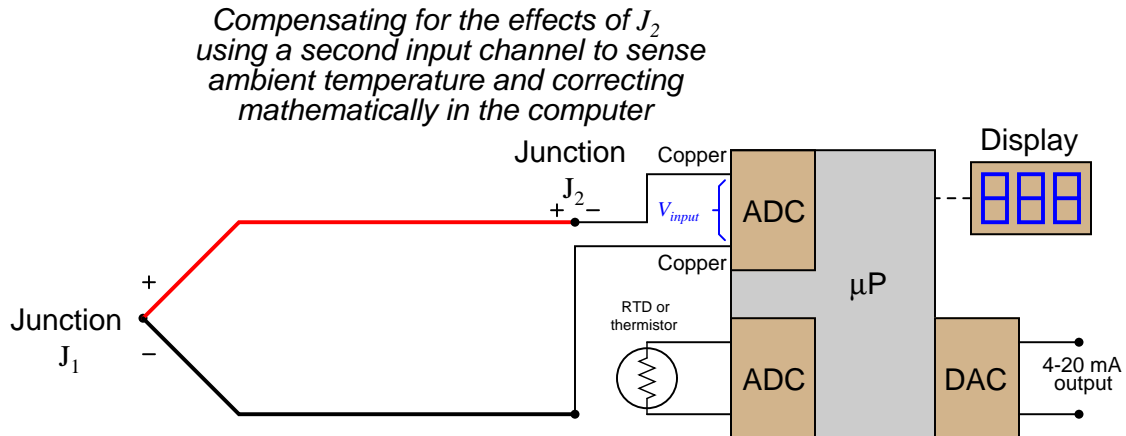 Compensating for the effects of J2
using a second input channel to sense
ambient temperature and correcting
mathematically in the computer
Junction
J2
+ −
Copper
Vinput
Copper
ADC
μP
Display
888
+
Junction
J1
−
RTD or
thermistor
ADC
DAC
4-20 mA
output